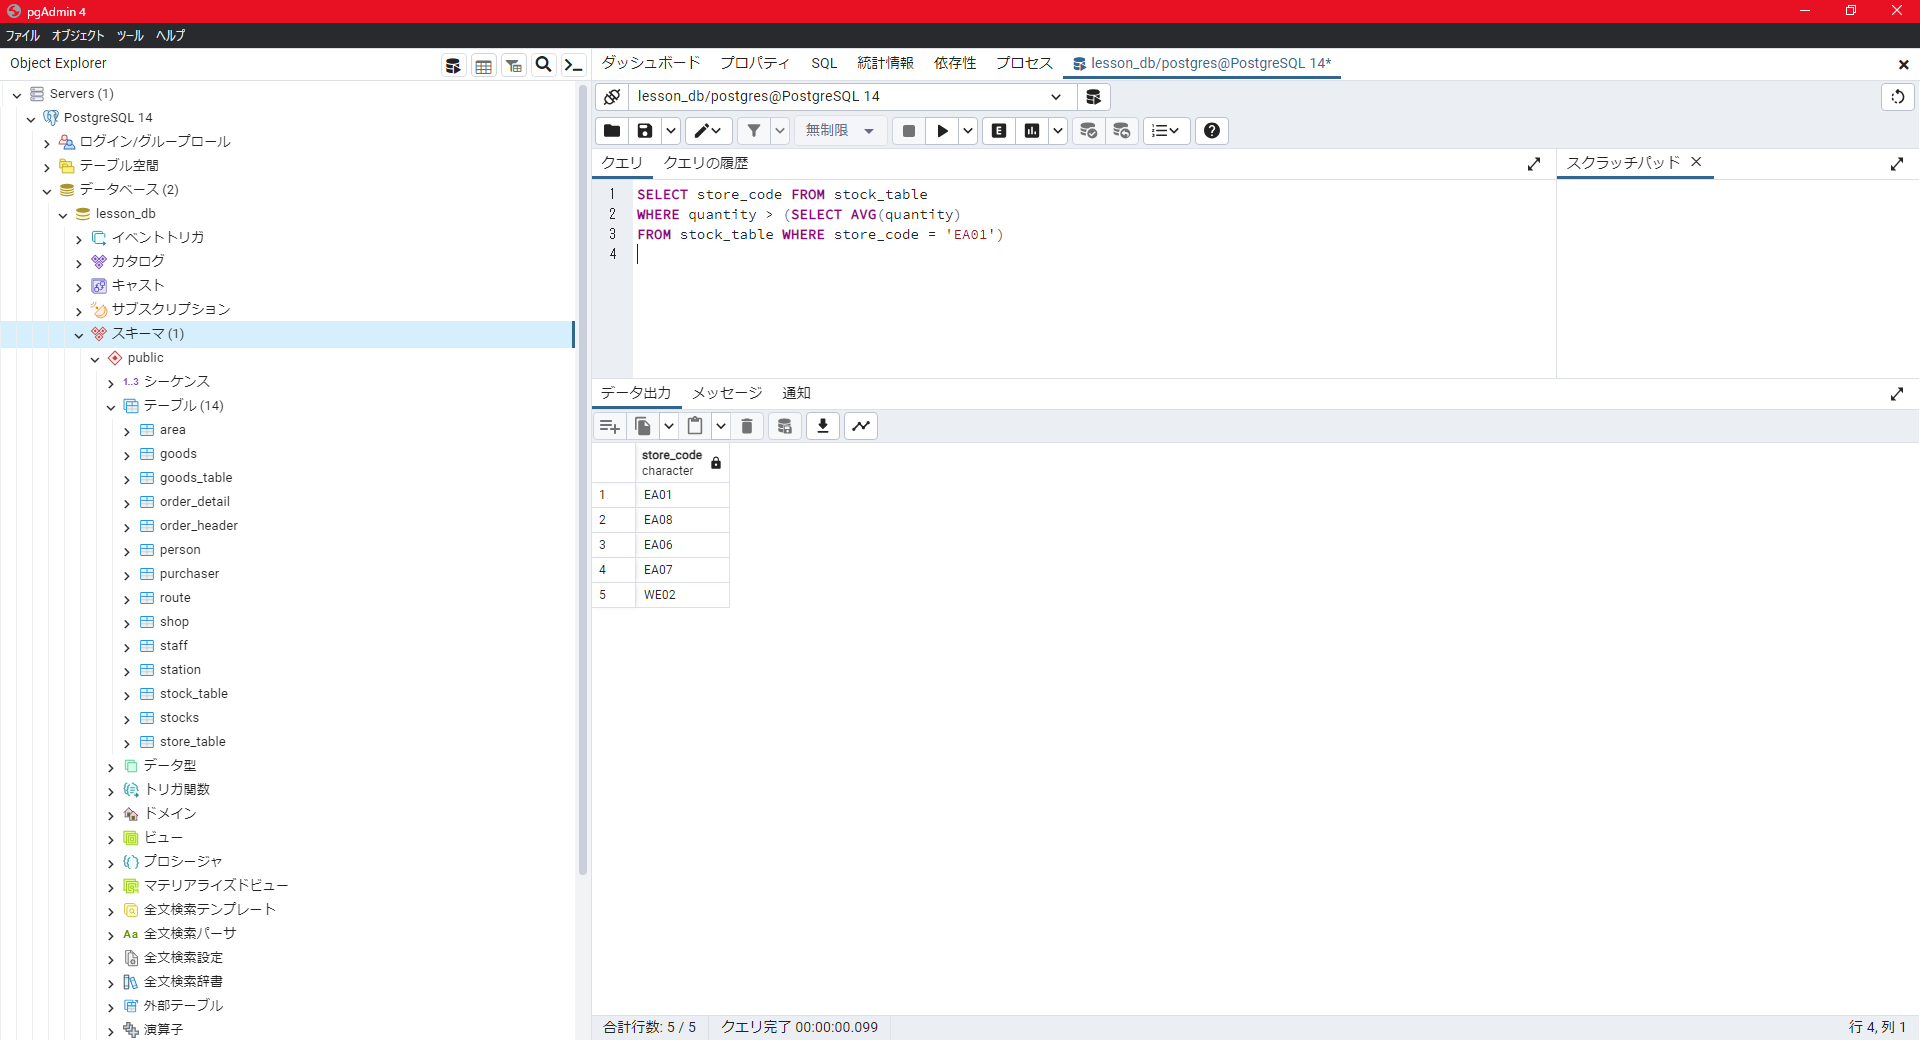 pgAdmin 4
ファイル オブジェクト ツール ヘルプ
Object Explorer
ダッシュボード プロパティ SQL 統計情報 依存性 プロセス lesson_db/postgres@PostgreSQL 14*
Servers (1)
PostgreSQL 14
ログイン/グループロール
テーブル空間
データベース (2)
lesson_db
イベントトリガ
カタログ
キャスト
サブスクリプション
スキーマ (1)
public
1..3 シーケンス
テーブル (14)
area
goods
goods_table
order_detail
order_header
person
purchaser
route
shop
staff
station
stock_table
stocks
store_table
データ型
トリガ関数
ドメイン
ビュー
プロシージャ
マテリアライズドビュー
全文検索テンプレート
Aa 全文検索パーサ
全文検索設定
全文検索辞書
外部テーブル
演算子
lesson_db/postgres@PostgreSQL 14
無制限
E
クエリ クエリの履歴
スクラッチパッド
1 SELECT store_code FROM stock_table
2 WHERE quantity > (SELECT AVG(quantity)
3 FROM stock_table WHERE store_code = 'EA01')
4
データ出力 メッセージ 通知
store_code
character
1 EA01
2 EA08
3 EA06
4 EA07
5 WE02
合計行数: 5 / 5 クエリ完了 00:00:00.099 行 4, 列 1